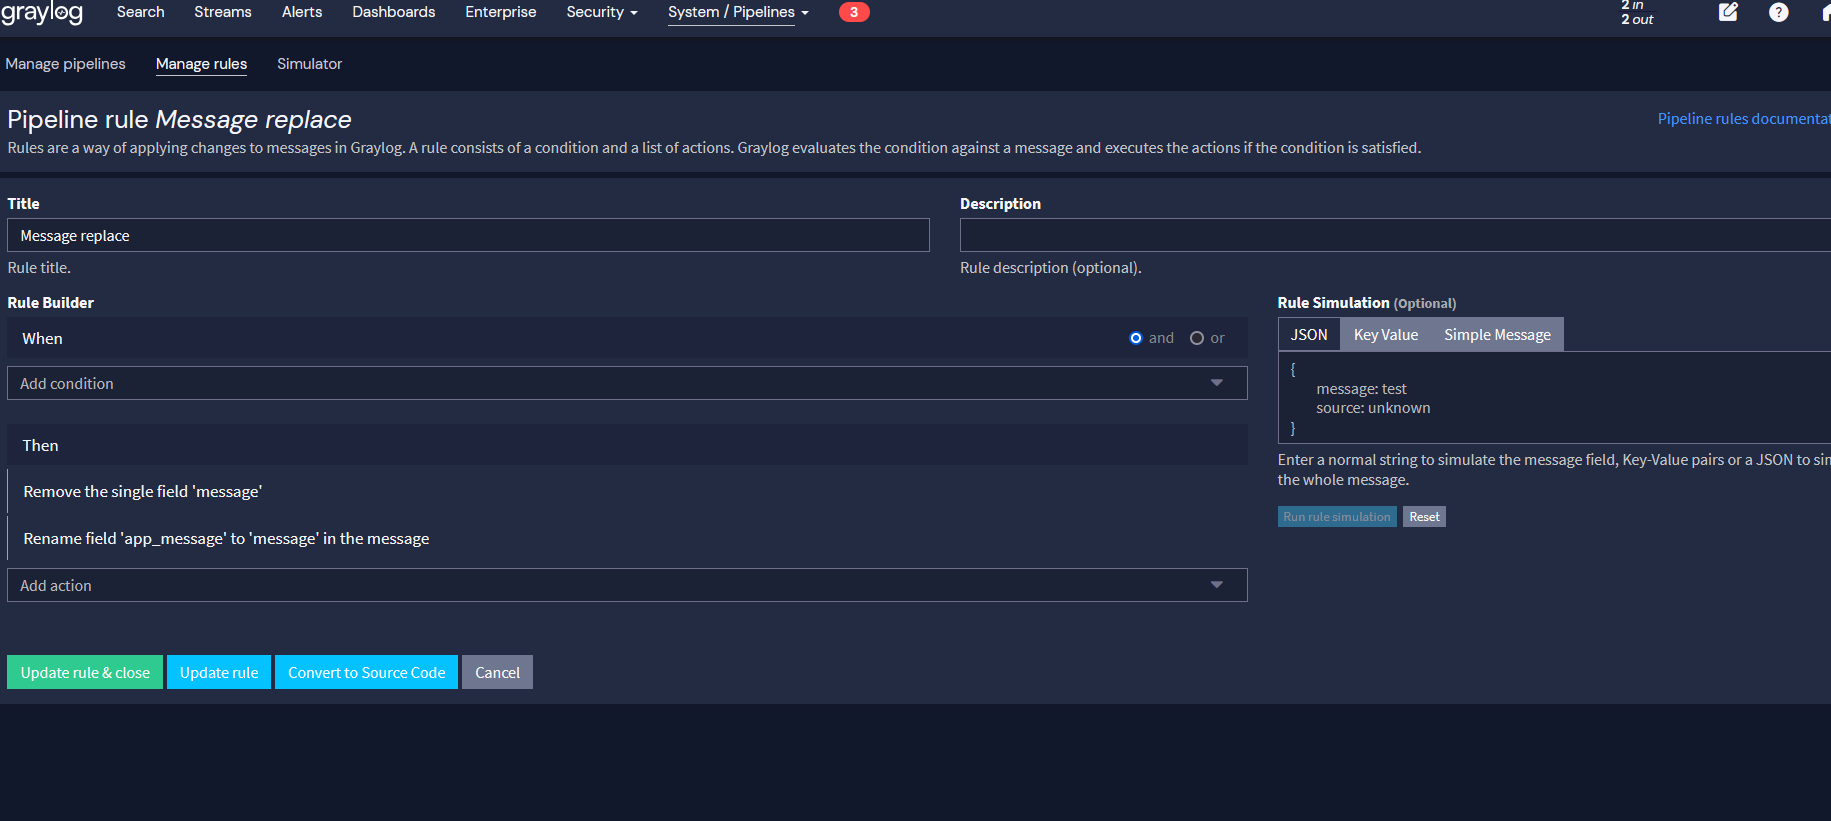 graylog Search Streams Alerts Dashboards Enterprise Security System / Pipelines 3 2 in
2 out
Manage pipelines Manage rules Simulator
Pipeline rule Message replace
Pipeline rules documentat
Rules are a way of applying changes to messages in Graylog. A rule consists of a condition and a list of actions. Graylog evaluates the condition against a message and executes the actions if the condition is satisfied.
Title
Message replace
Rule title.
Description
Rule description (optional).
Rule Builder
When and or
Add condition
Then
Remove the single field 'message'
Rename field 'app_message' to 'message' in the message
Add action
Rule Simulation (Optional)
JSON Key Value Simple Message
{
message: test
source: unknown
}
Enter a normal string to simulate the message field, Key-Value pairs or a JSON to sim
the whole message.
Run rule simulation Reset
Update rule & close Update rule Convert to Source Code Cancel